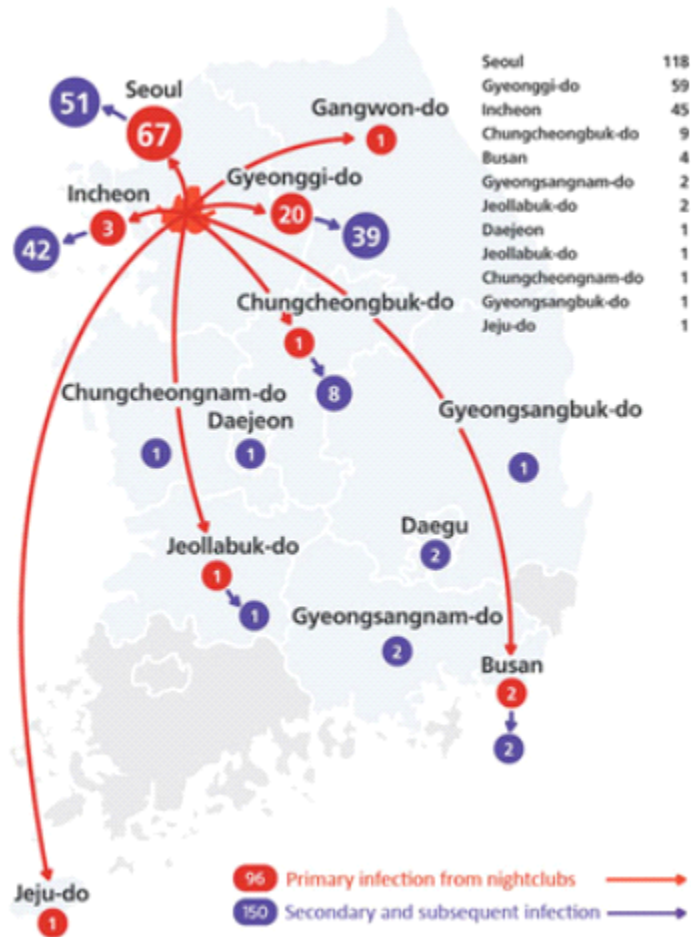 Seoul 118
Gyeonggi-do 59
Incheon 45
Chungcheongbuk-do 9
Busan 4
Gyeongsangnam-do 2
Jeollabuk-do 2
Daejeon 1
Jeollabuk-do 1
Chungcheongnam-do 1
Gyeongsangbuk-do 1
Jeju-do 1
Seoul
51
67
Gangwon-do
1
Gyeonggi-do
20
39
Incheon
3
42
Chungcheongbuk-do
1
8
Chungcheongnam-do
1
Daejeon
1
Gyeongsangbuk-do
1
Daegu
2
Jeollabuk-do
1
1
Gyeongsangnam-do
2
Busan
2
2
Jeju-do
1
96 Primary infection from nightclubs
150 Secondary and subsequent infection